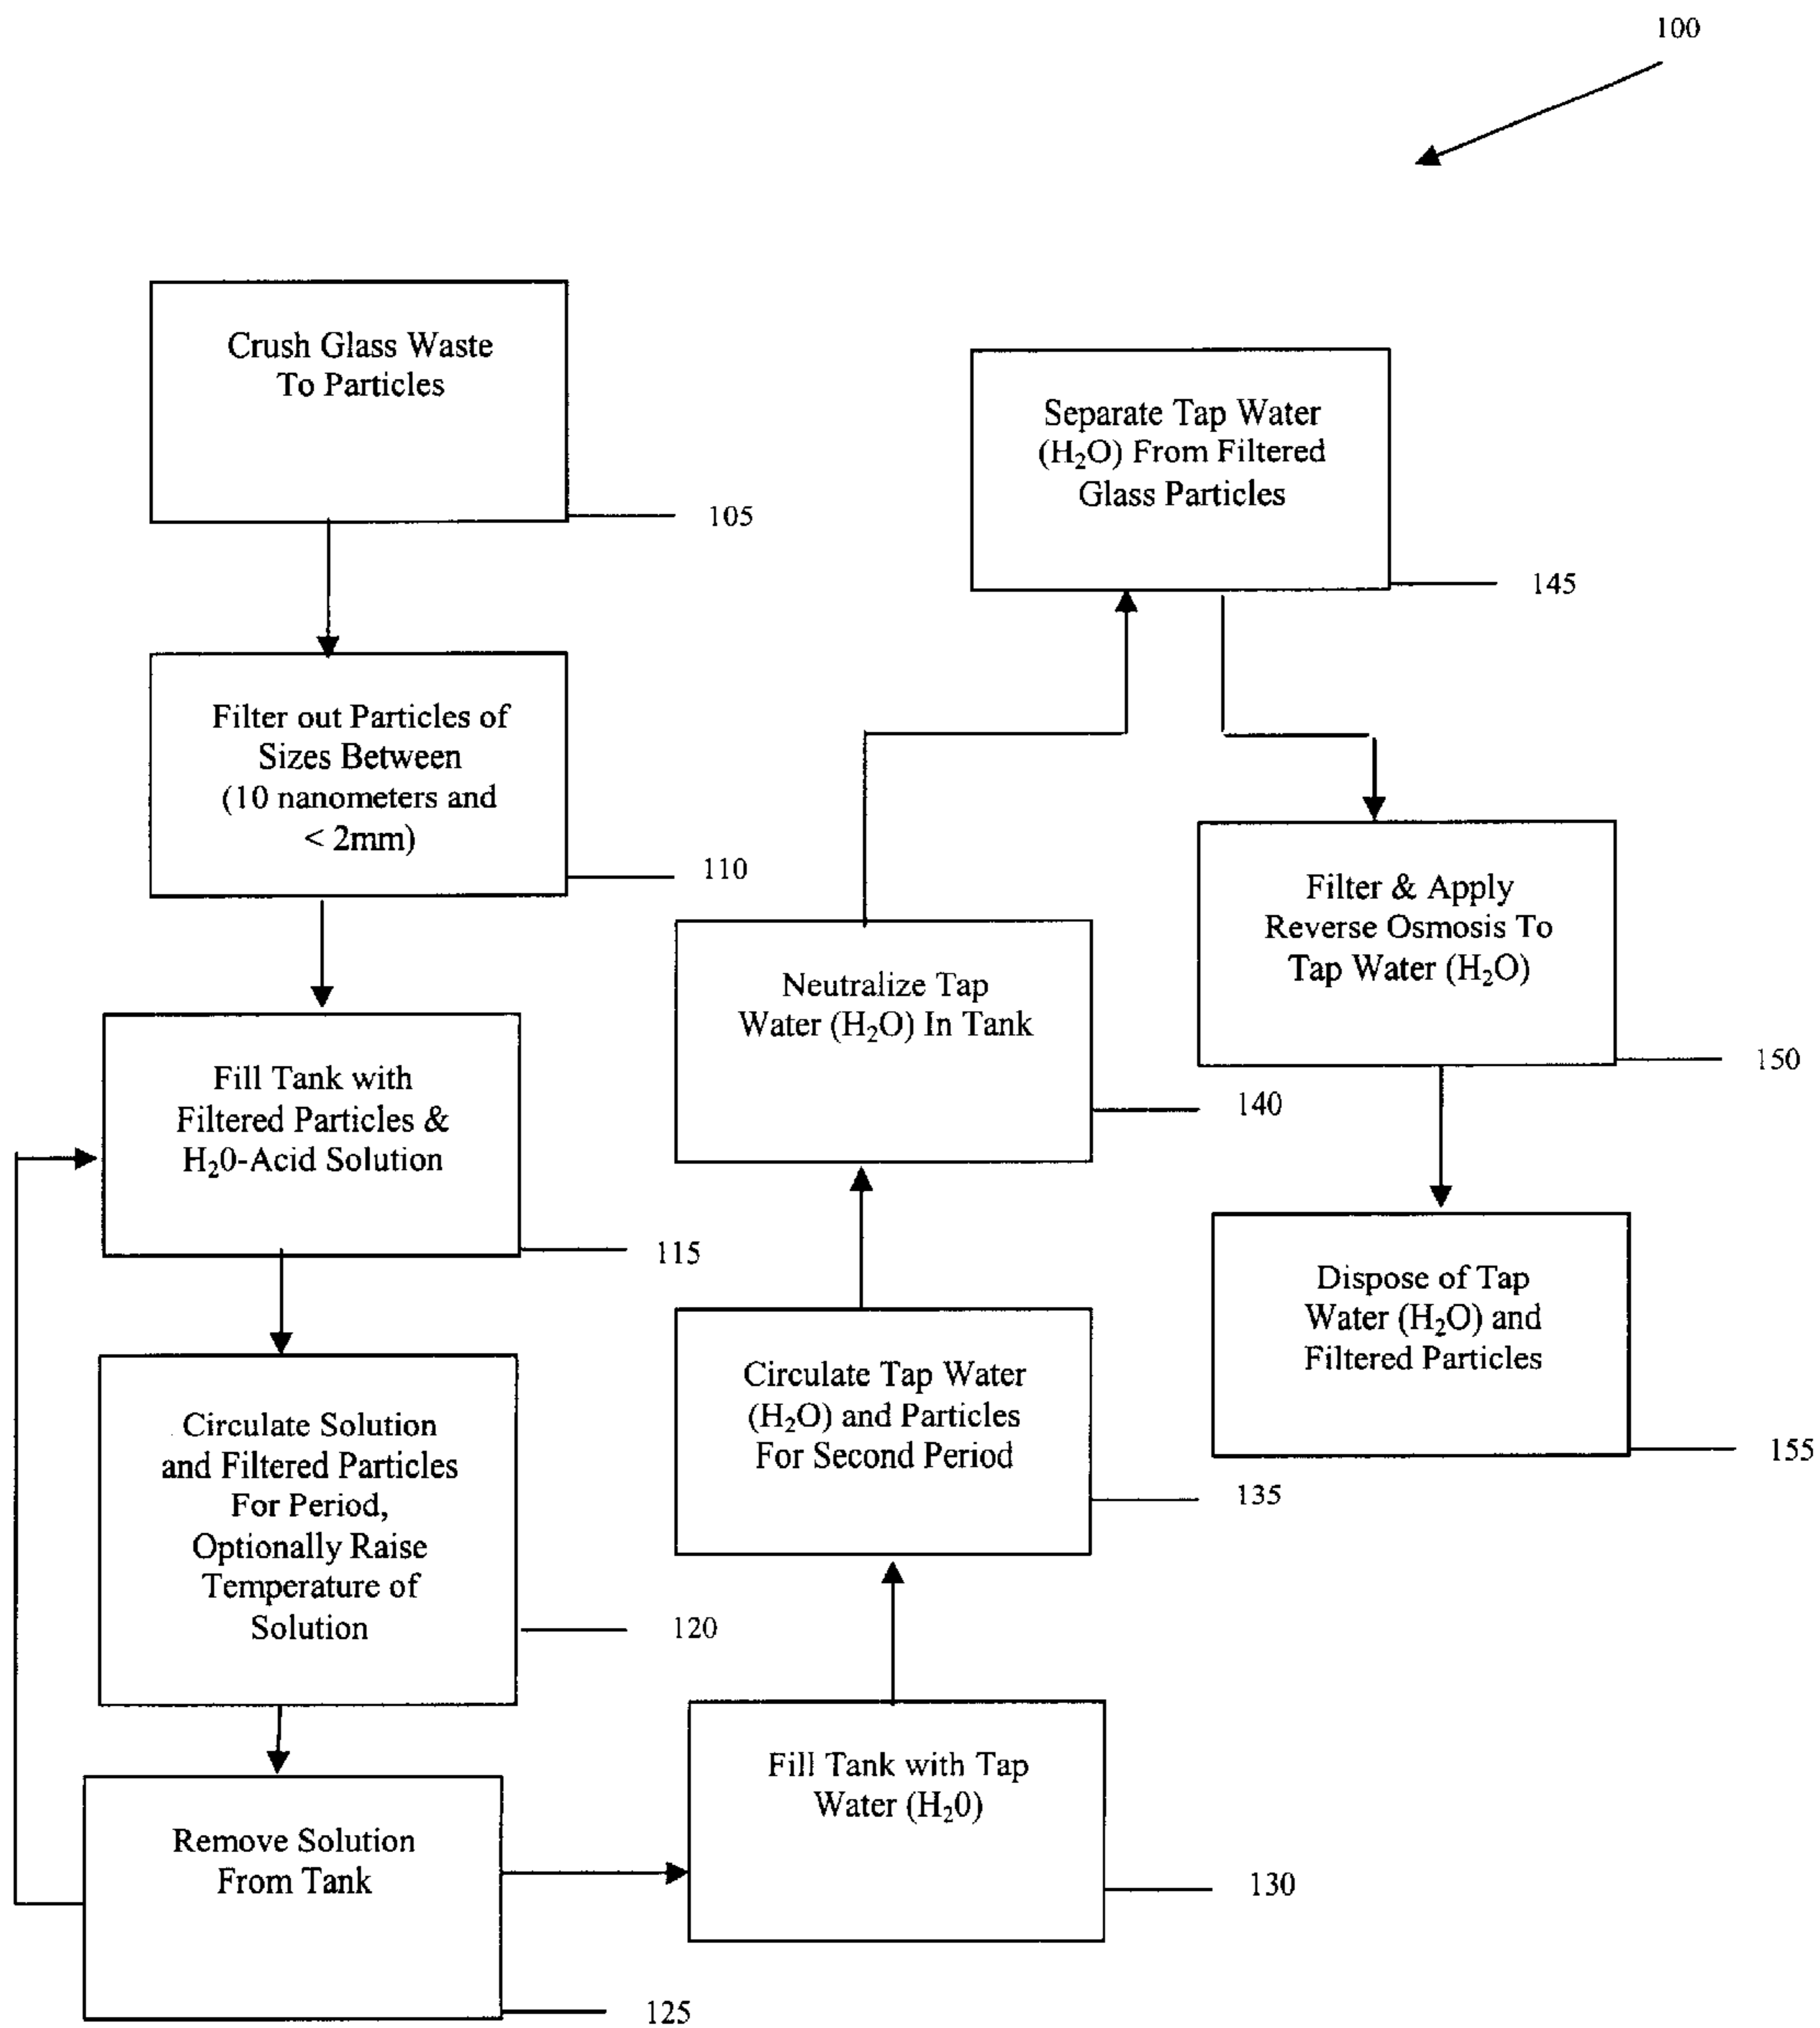 100
Crush Glass Waste
To Particles
105
Filter out Particles of
Sizes Between
(10 nanometers and
< 2mm)
110
Fill Tank with
Filtered Particles &
H₂0-Acid Solution
115
Circulate Solution
and Filtered Particles
For Period,
Optionally Raise
Temperature of
Solution
120
Remove Solution
From Tank
125
Fill Tank with Tap
Water (H₂0)
130
Circulate Tap Water
(H₂O) and Particles
For Second Period
135
Neutralize Tap
Water (H₂O) In Tank
140
Separate Tap Water
(H₂O) From Filtered
Glass Particles
145
Filter & Apply
Reverse Osmosis To
Tap Water (H₂O)
150
Dispose of Tap
Water (H₂O) and
Filtered Particles
155